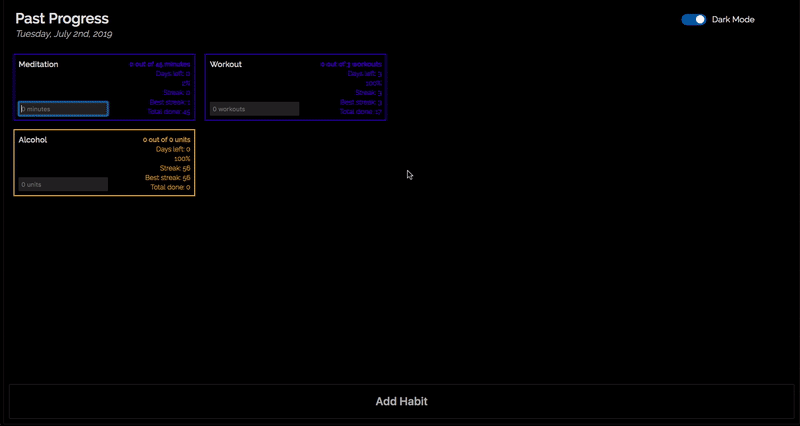 Past Progress
Tuesday, July 2nd, 2019
Dark Mode
Meditation
0 out of 45 minutes
Days left: 0
Streak: 0
Best streak: 1
Total done: 45
0 minutes
Workout
0 out of 7 workouts
Days left: 3
100%
Streak: 3
Best streak: 3
Total done: 17
0 workouts
Alcohol
0 out of 0 units
Days left: 0
100%
Streak: 56
Best streak: 56
Total done: 0
0 units
Add Habit